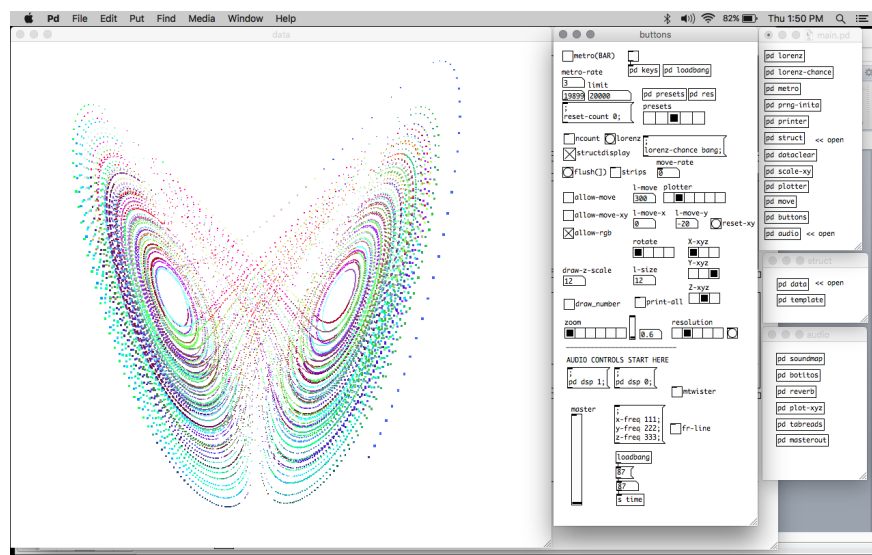 Pd File Edit Put Find Media Window Help 82% Thu 1:50 PM
data
buttons
metro(BAR)
pd keys pd loadbang
metro-rate
3 limit
19899 20000
pd presets pd res
;
reset-count 0;
presets
ncount lorenz
;
lorenz-chance bang;
structdisplay
move-rate
0
flush(]) strips
l-move plotter
allow-move 300
allow-move-xy
l-move-x l-move-y
0 -20 reset-xy
allow-rgb
rotate X-xyz
Y-xyz
draw-z-scale l-size
12 12
Z-xyz
draw_number print-all
zoom resolution
0.6
AUDIO CONTROLS START HERE
;
pd dsp 1;
;
pd dsp 0;
mtwister
master
;
x-freq 111;
y-freq 222;
z-freq 333;
fr-line
loadbang
87
87
s time
main.pd
pd lorenz
pd lorenz-chance
pd metro
pd prng-inita
pd printer
pd struct << open
pd dataclear
pd scale-xy
pd plotter
pd move
pd buttons
pd audio << open
struct
pd data << open
pd template
audio
pd soundmap
pd botitos
pd reverb
pd plot-xyz
pd tabreads
pd masterout